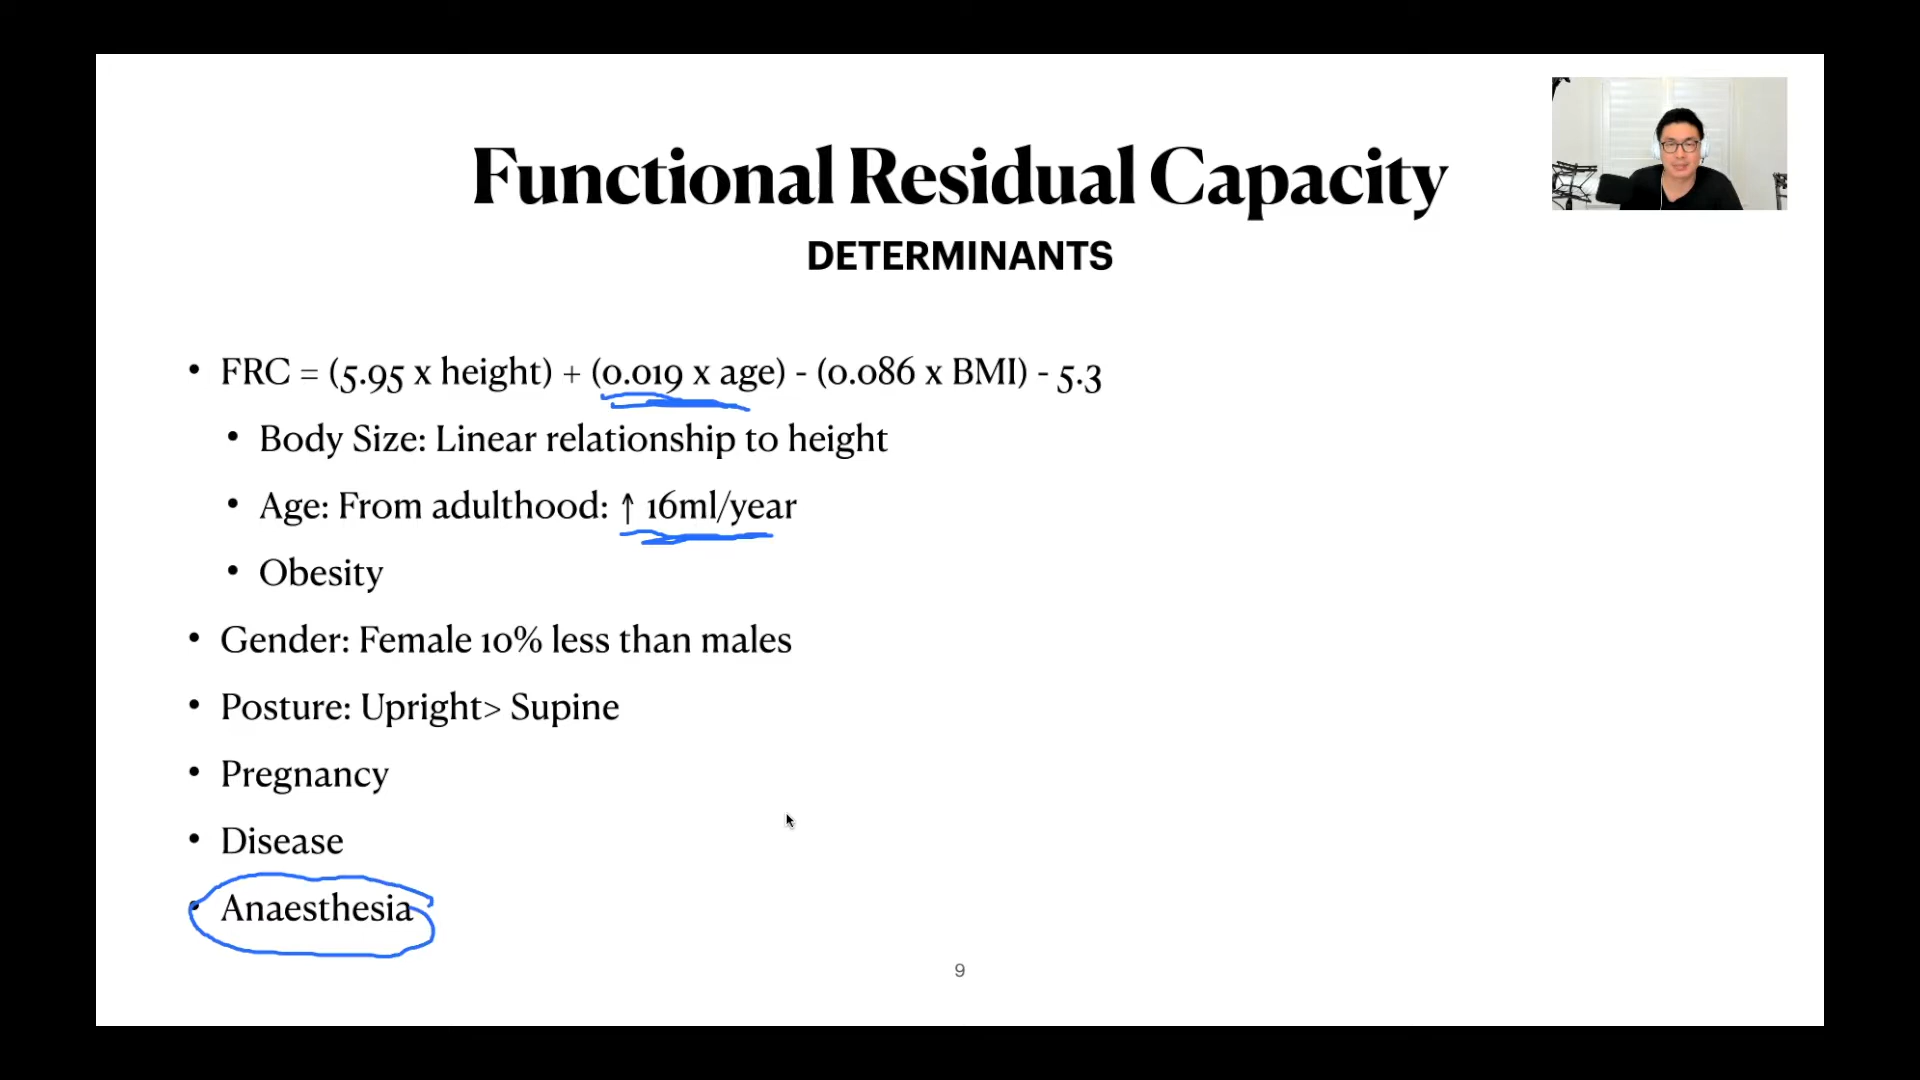 Functional Residual Capacity
DETERMINANTS
• FRC = (5.95 x height) + (0.019 x age) - (0.086 x BMI) - 5.3
• Body Size: Linear relationship to height
• Age: From adulthood: ↑ 16ml/year
• Obesity
• Gender: Female 10% less than males
• Posture: Upright> Supine
• Pregnancy
• Disease
• Anaesthesia
9